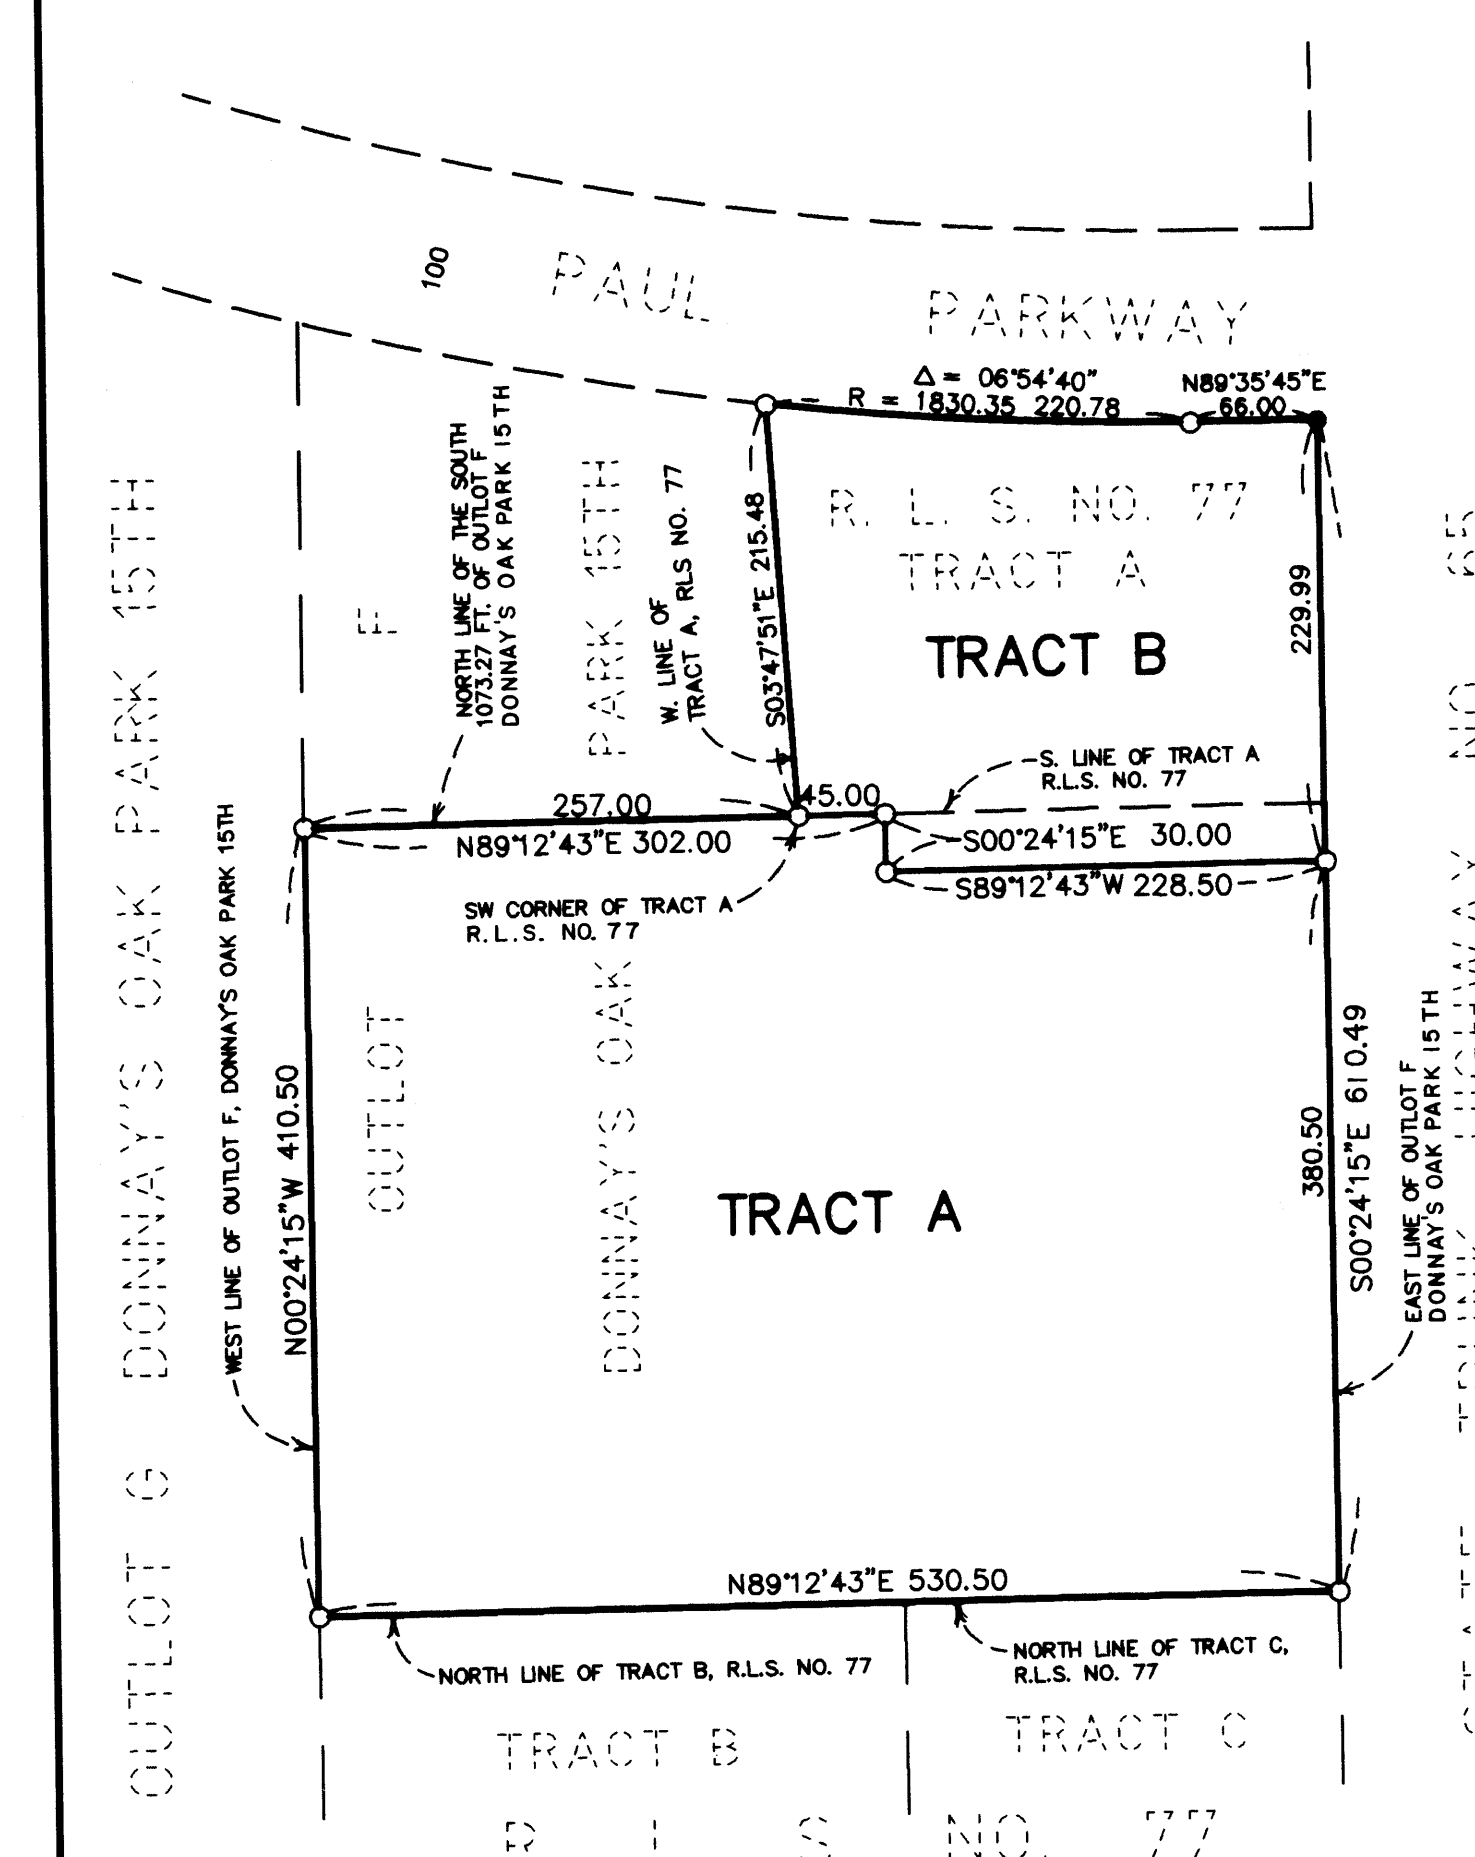 100
PAUL
PARKWAY
Δ = 06°54'40"
R = 1830.35 220.78
N89°35'45"E
66.00
NORTH LINE OF THE SOUTH
1073.27 FT. OF OUTLOT F
DONNAY'S OAK PARK 15TH
W. LINE OF
TRACT A, RLS NO. 77
S03°47'51"E 215.48
R. L. S. NO. 77
TRACT A
TRACT B
229.99
S. LINE OF TRACT A
R.L.S. NO. 77
257.00
45.00
N89°12'43"E 302.00
S00°24'15"E 30.00
S89°12'43"W 228.50
SW CORNER OF TRACT A
R.L.S. NO. 77
OUTLOT F
DONNAY'S OAK PARK 15TH
OUTLOT G DONNAY'S OAK PARK 15TH
WEST LINE OF OUTLOT F, DONNAY'S OAK PARK 15TH
N00°24'15"W 410.50
TRACT A
380.50
S00°24'15"E 610.49
EAST LINE OF OUTLOT F
DONNAY'S OAK PARK 15TH
N89°12'43"E 530.50
NORTH LINE OF TRACT B, R.L.S. NO. 77
NORTH LINE OF TRACT C,
R.L.S. NO. 77
TRACT B
TRACT C
NO. 77